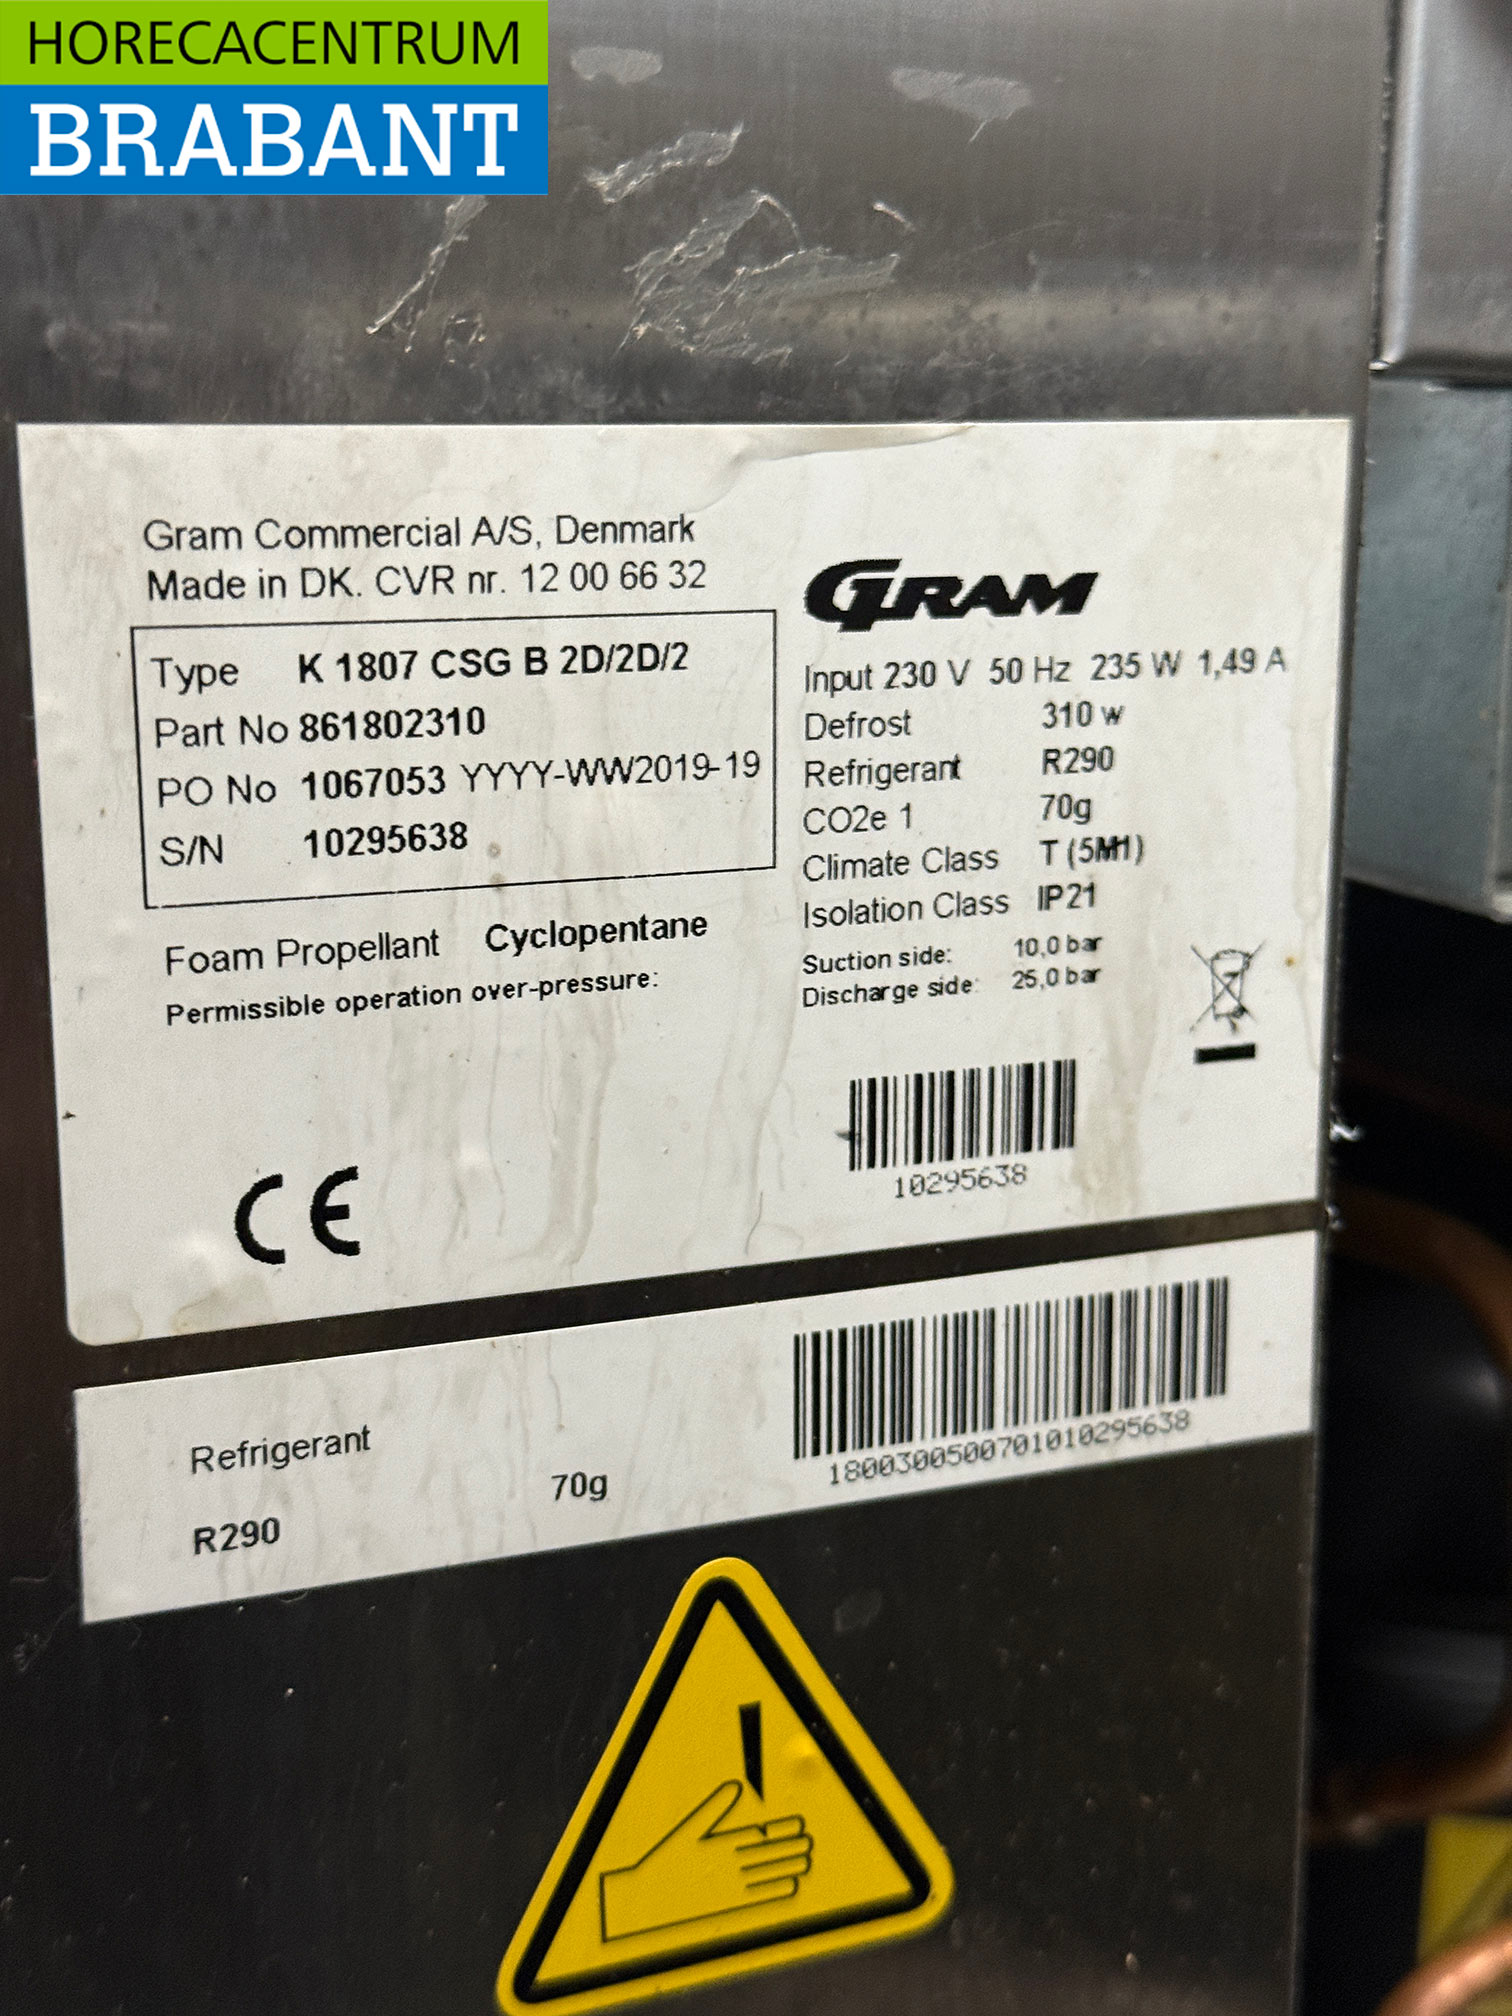 HORECACENTRUM
BRABANT
Gram Commercial A/S, Denmark
Made in DK. CVR nr. 12 00 66 32
Type K 1807 CSG B 2D/2D/2
Part No 861802310
PO No 1067053 YYYY-WW2019-19
S/N 10295638
Foam Propellant Cyclopentane
Permissible operation over-pressure:
GRAM
Input 230 V 50 Hz 235 W 1,49 A
Defrost 310 w
Refrigerant R290
CO2e 1 70g
Climate Class T
Isolation Class IP21
Suction side: 10,0 bar
Discharge side: 25,0 bar
10295638
CE
Refrigerant
R290
70g
1800300500701010295638